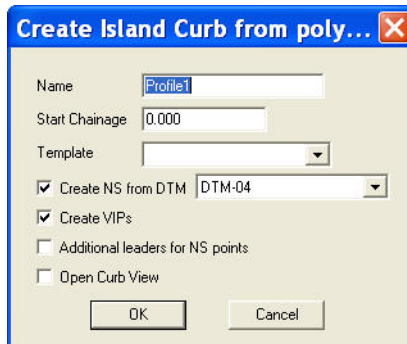 Create Island Curb from poly...
Name Profile1
Start Chainage 0.000
Template
Create NS from DTM DTM-04
Create VIPs
Additional leaders for NS points
Open Curb View
OK Cancel